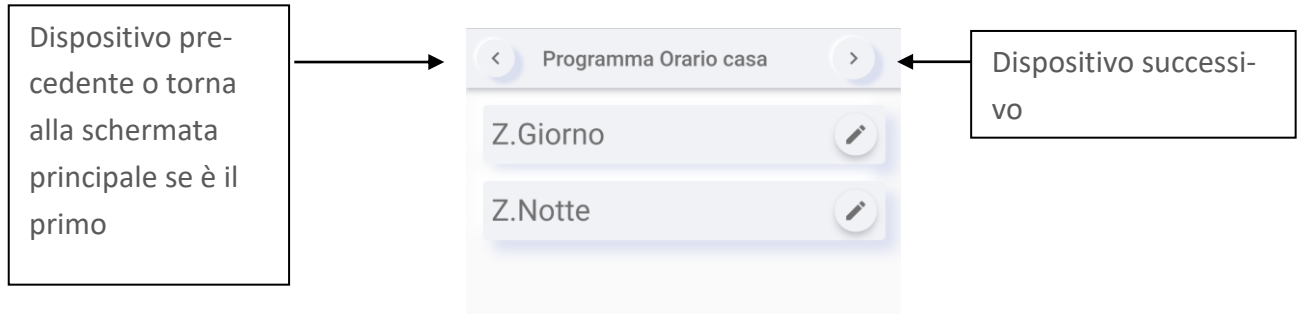 Dispositivo pre-
cedente o torna
alla schermata
principale se è il
primo
Programma Orario casa
Z.Giorno
Z.Notte
Dispositivo successi-
vo